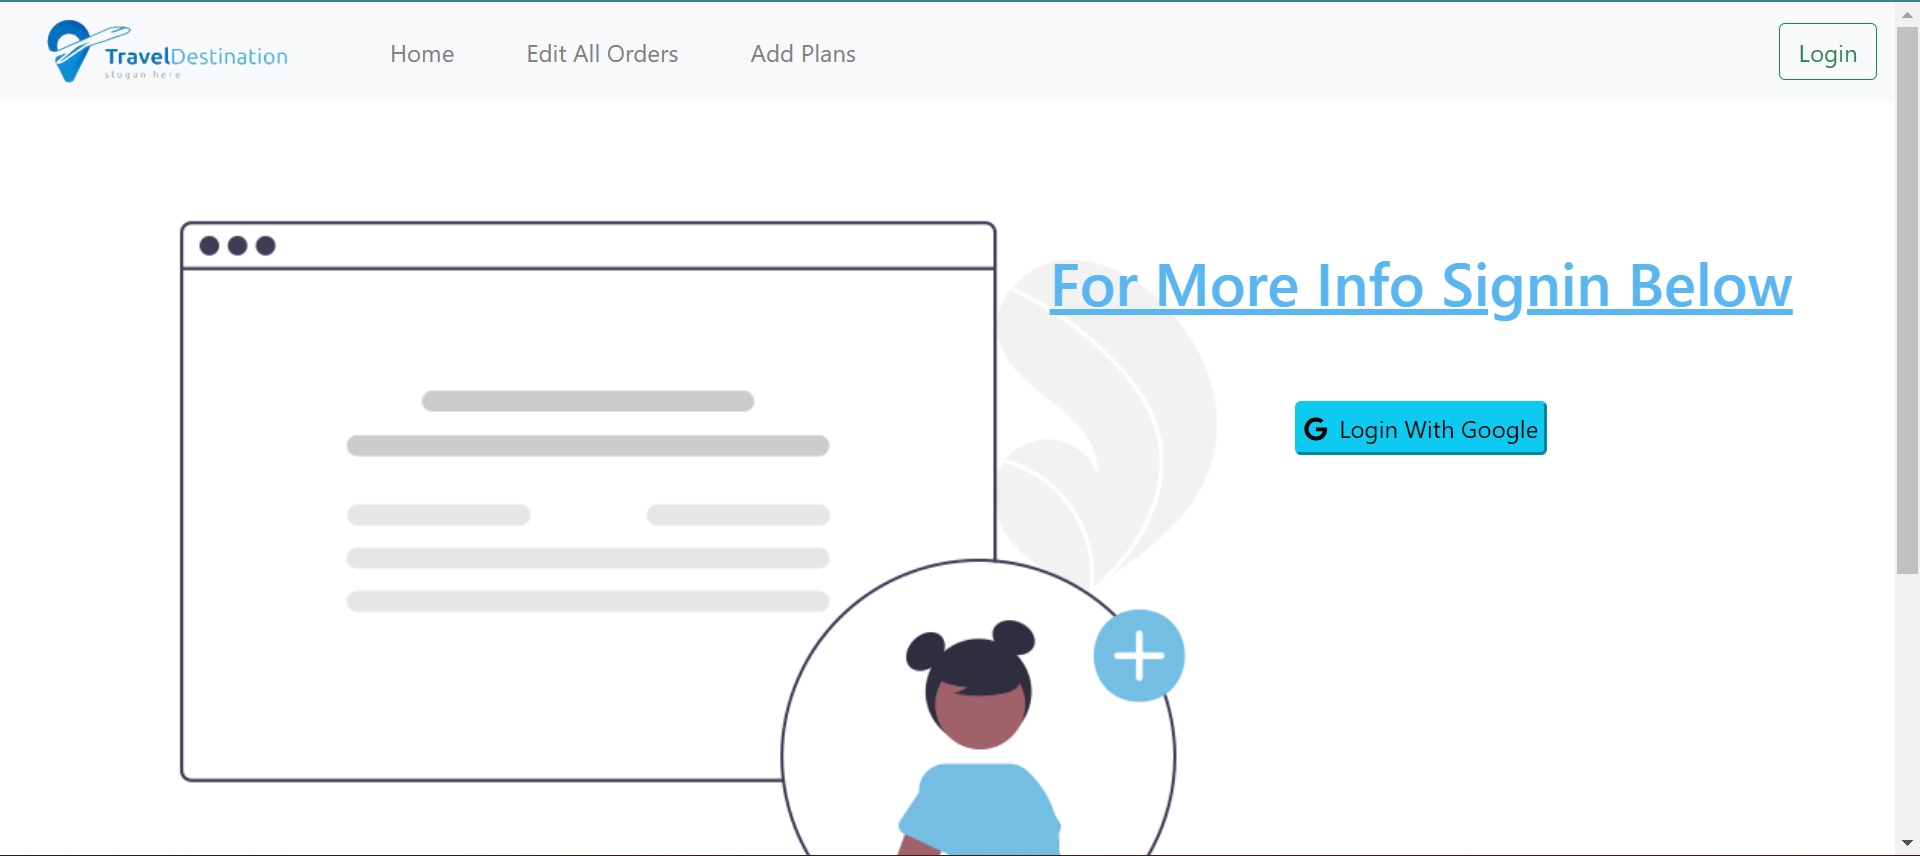 TravelDestination
slogan here
Home
Edit All Orders
Add Plans
Login
For More Info Signin Below
Login With Google